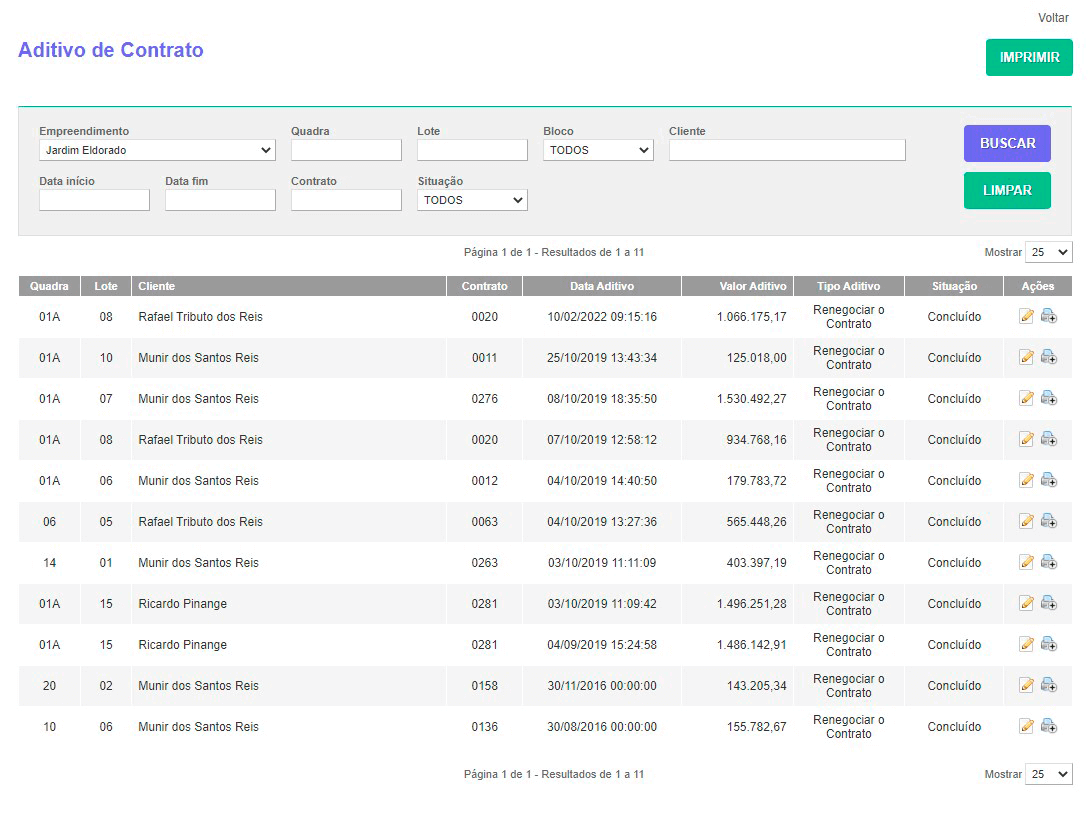 Voltar
Aditivo de Contrato
IMPRIMIR
Empreendimento Quadra Lote Bloco Cliente
Jardim Eldorado TODOS
BUSCAR
Data início Data fim Contrato Situação
TODOS
LIMPAR
Página 1 de 1 - Resultados de 1 a 11 Mostrar 25
Quadra Lote Cliente Contrato Data Aditivo Valor Aditivo Tipo Aditivo Situação Ações
01A 08 Rafael Tributo dos Reis 0020 10/02/2022 09:15:16 1.066.175,17 Renegociar o Concluído
Contrato
01A 10 Munir dos Santos Reis 0011 25/10/2019 13:43:34 125.018,00 Renegociar o Concluído
Contrato
01A 07 Munir dos Santos Reis 0276 08/10/2019 18:35:50 1.530.492,27 Renegociar o Concluído
Contrato
01A 08 Rafael Tributo dos Reis 0020 07/10/2019 12:58:12 934.768,16 Renegociar o Concluído
Contrato
01A 06 Munir dos Santos Reis 0012 04/10/2019 14:40:50 179.783,72 Renegociar o Concluído
Contrato
06 05 Rafael Tributo dos Reis 0063 04/10/2019 13:27:36 565.448,26 Renegociar o Concluído
Contrato
14 01 Munir dos Santos Reis 0263 03/10/2019 11:11:09 403.397,19 Renegociar o Concluído
Contrato
01A 15 Ricardo Pinange 0281 03/10/2019 11:09:42 1.496.251,28 Renegociar o Concluído
Contrato
01A 15 Ricardo Pinange 0281 04/09/2019 15:24:58 1.486.142,91 Renegociar o Concluído
Contrato
20 02 Munir dos Santos Reis 0158 30/11/2016 00:00:00 143.205,34 Renegociar o Concluído
Contrato
10 06 Munir dos Santos Reis 0136 30/08/2016 00:00:00 155.782,67 Renegociar o Concluído
Contrato
Página 1 de 1 - Resultados de 1 a 11 Mostrar 25